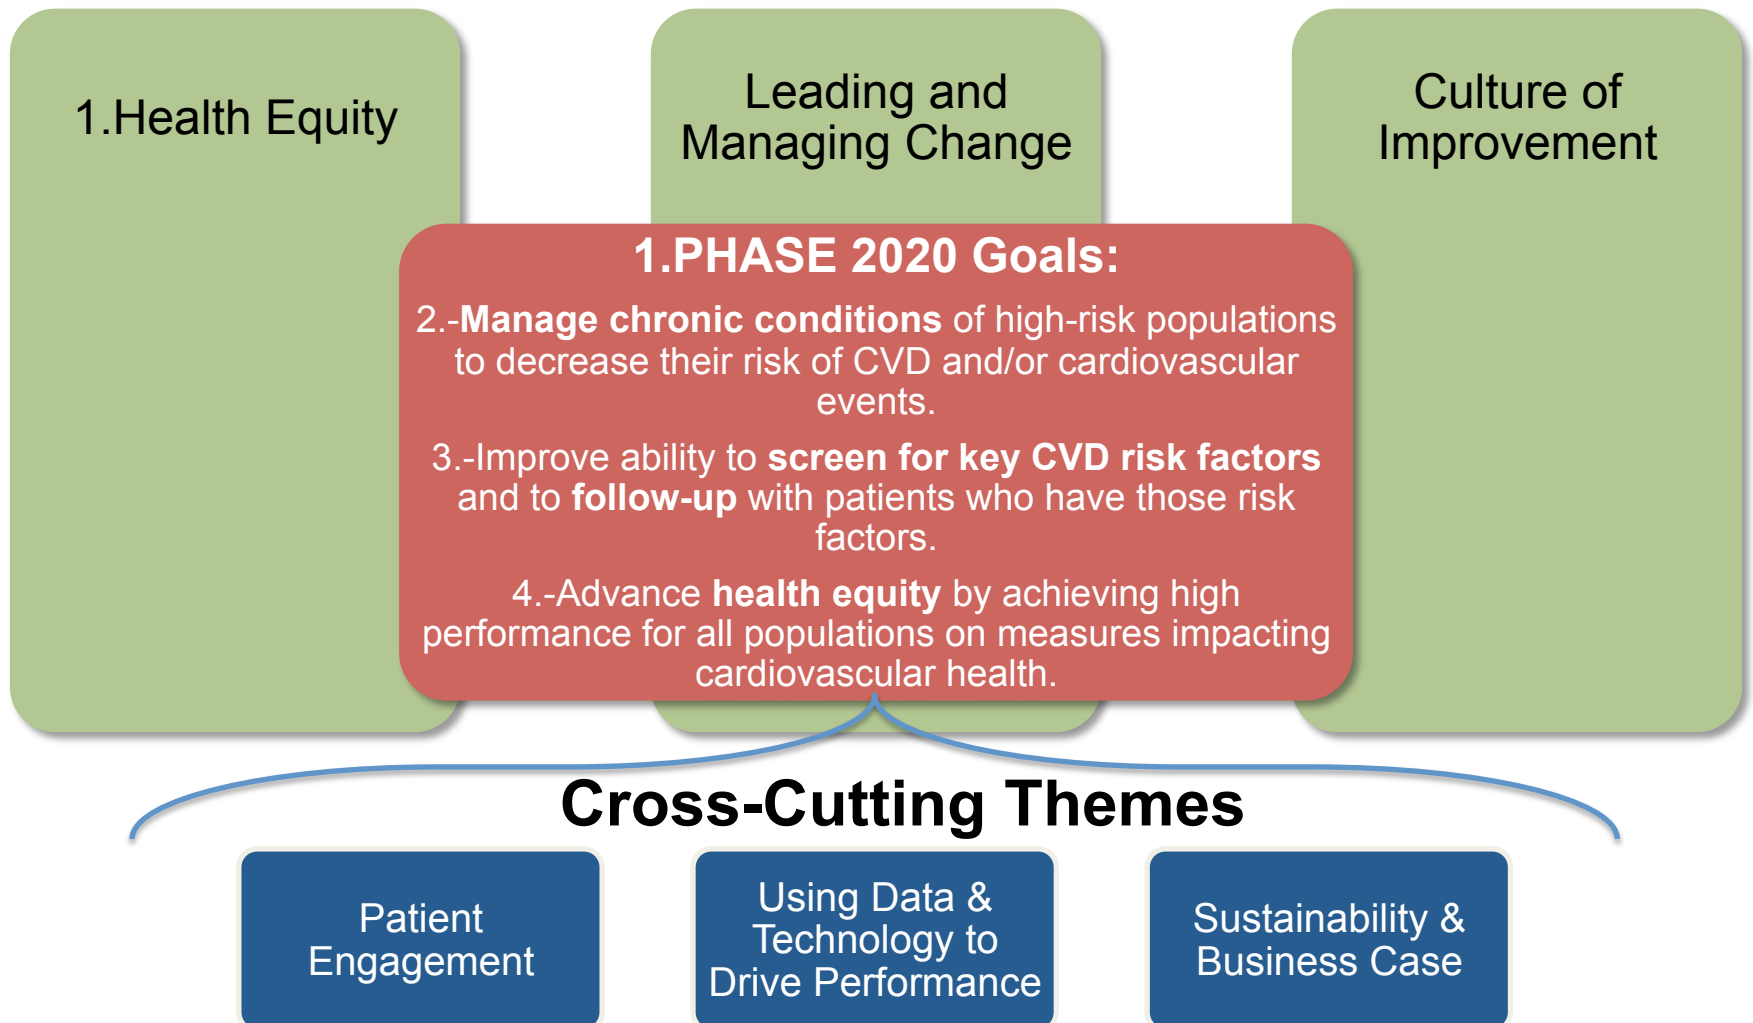 1.Health Equity
Leading and
Managing Change
Culture of
Improvement
1.PHASE 2020 Goals:
2.-Manage chronic conditions of high-risk populations
to decrease their risk of CVD and/or cardiovascular
events.
3.-Improve ability to screen for key CVD risk factors
and to follow-up with patients who have those risk
factors.
4.-Advance health equity by achieving high
performance for all populations on measures impacting
cardiovascular health.
Cross-Cutting Themes
Patient
Engagement
Using Data &
Technology to
Drive Performance
Sustainability &
Business Case